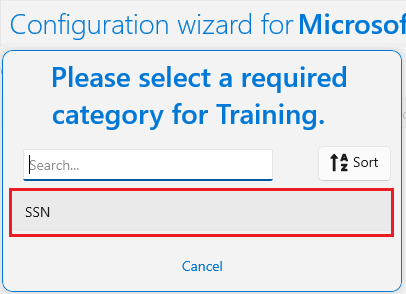 Configuration wizard for Microsof
Please select a required
category for Training.
Search...
Sort
SSN
Cancel